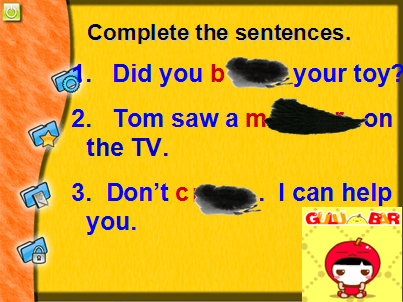 Complete the sentences.
1. Did you b your toy?
2. Tom saw a m r on
the TV.
3. Don't c . I can help
you.
GULU BAR